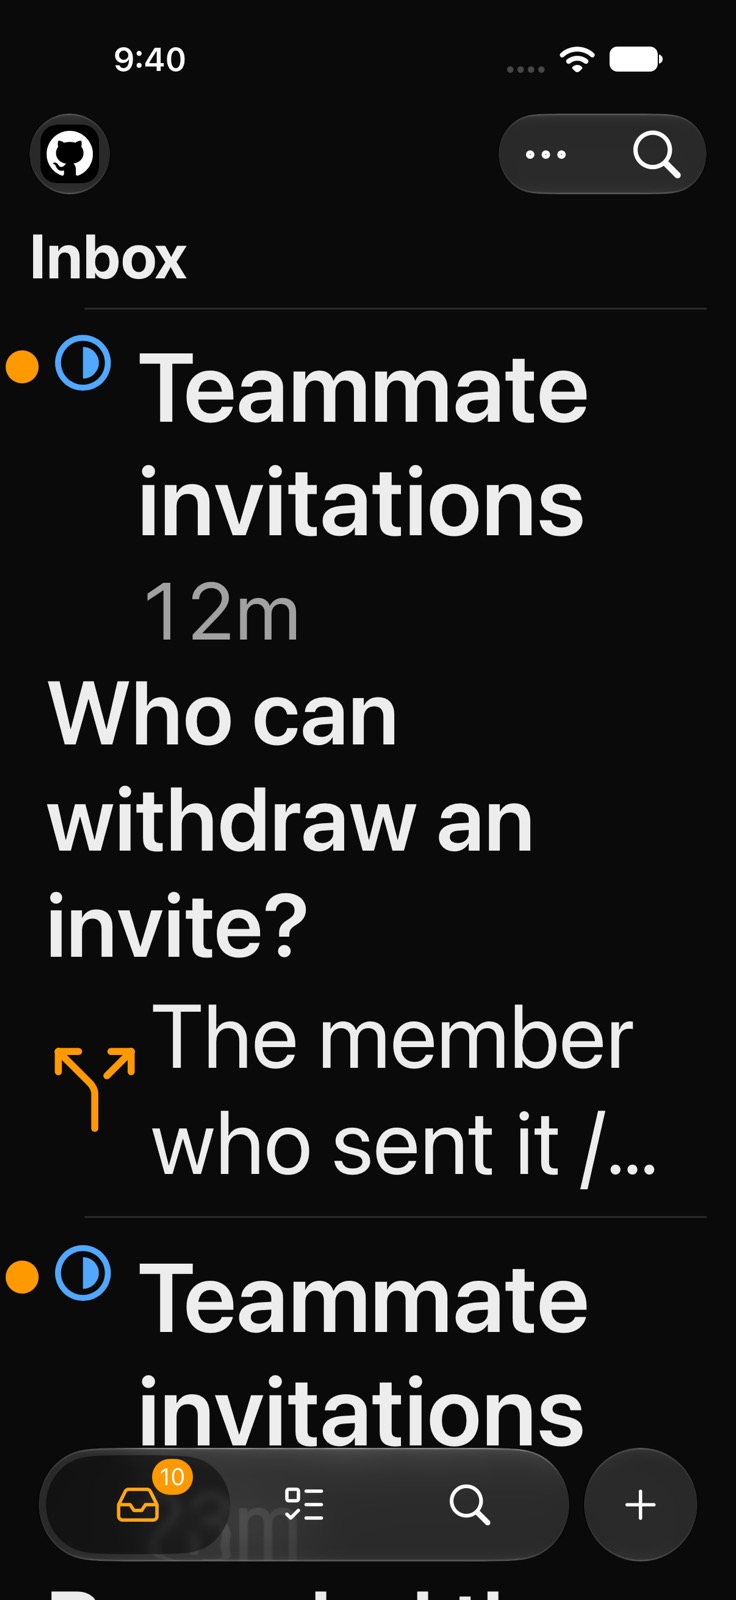 9:40
Inbox
Teammate
invitations
12m
Who can
withdraw an
invite?
The member
who sent it /...
Teammate
invitations
10
23m